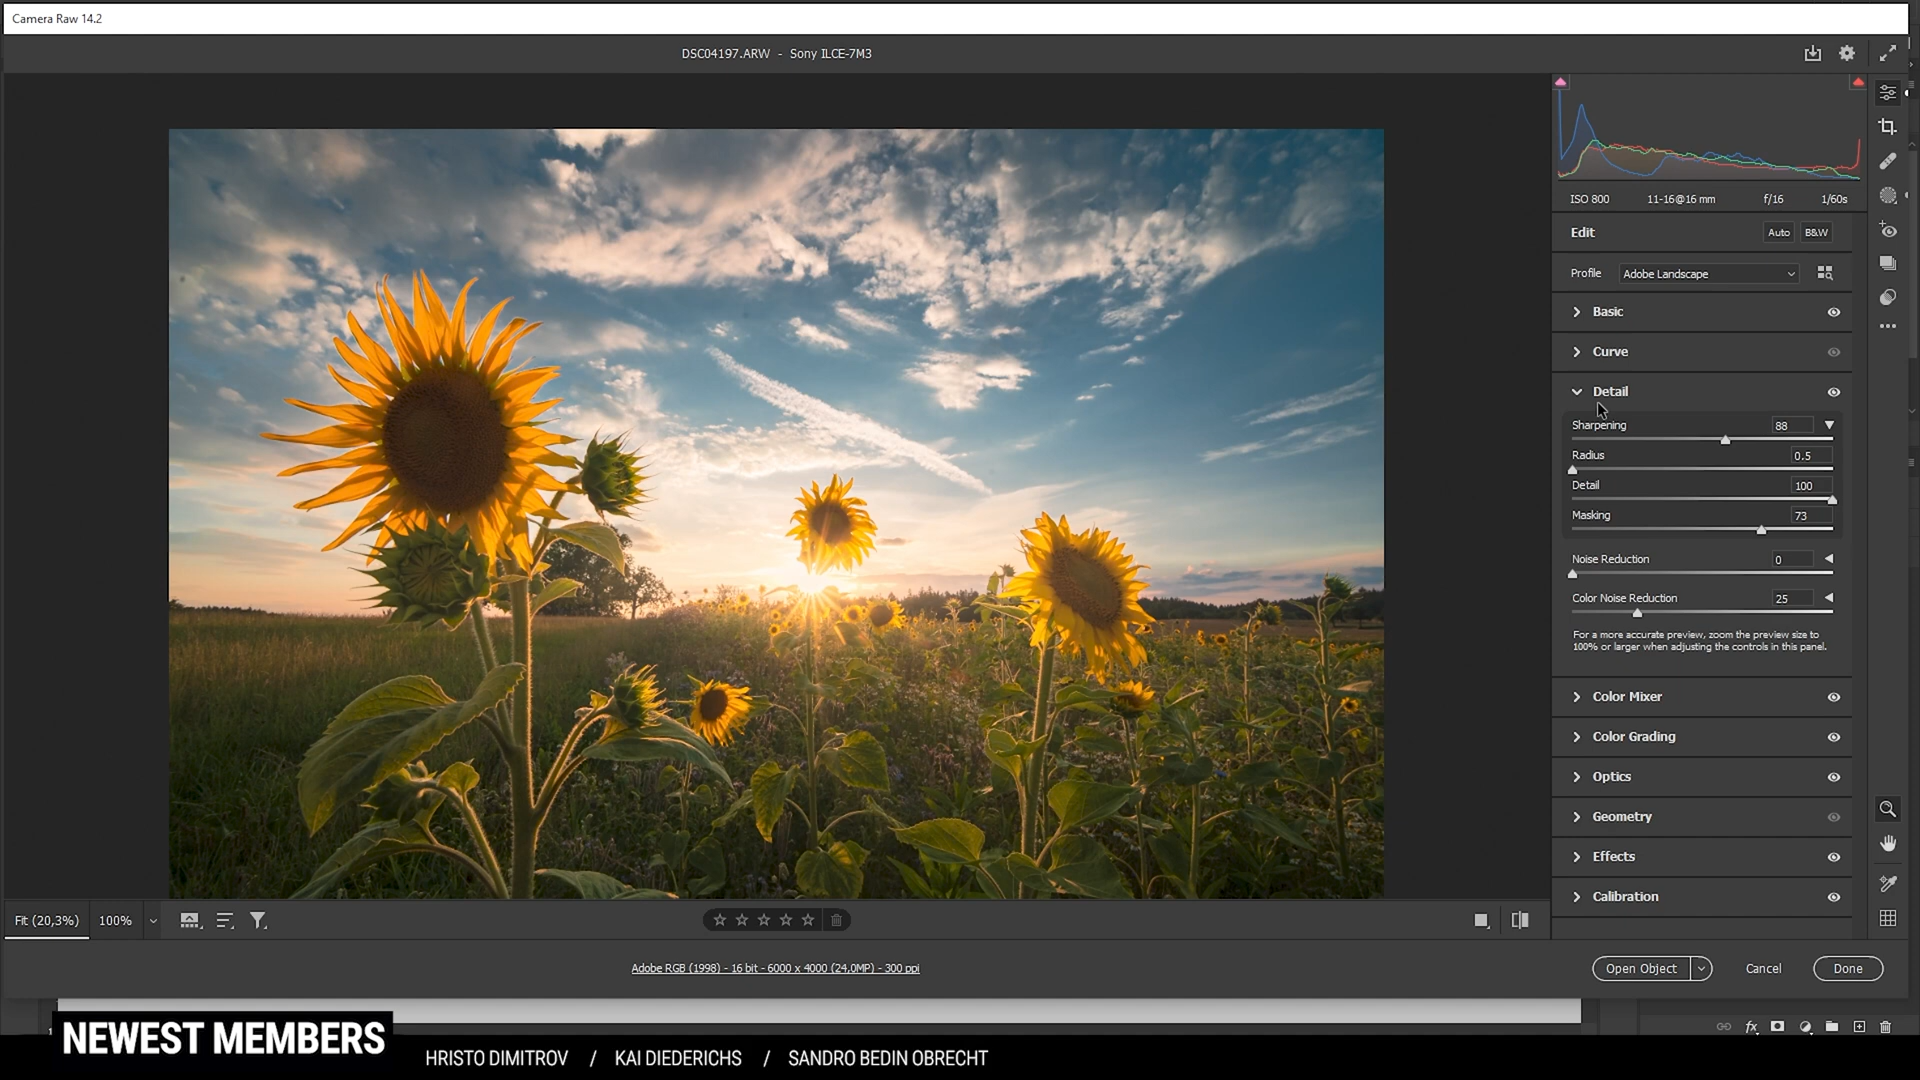 Camera Raw 14.2
DSC04197.ARW - Sony ILCE-7M3
ISO 800 11-16@16 mm f/16 1/60s
Edit Auto B&W
Profile Adobe Landscape
Basic
Curve
Detail
Sharpening 88
Radius 0.5
Detail 100
Masking 73
Noise Reduction 0
Color Noise Reduction 25
For a more accurate preview, zoom the preview size to
100% or larger when adjusting the controls in this panel.
Color Mixer
Color Grading
Optics
Geometry
Effects
Calibration
Fit (20,3%) 100%
Adobe RGB (1998) - 16 bit - 6000 x 4000 (24,0MP) - 300 ppi
Open Object Cancel Done
fx
NEWEST MEMBERS
HRISTO DIMITROV / KAI DIEDERICHS / SANDRO BEDIN OBRECHT